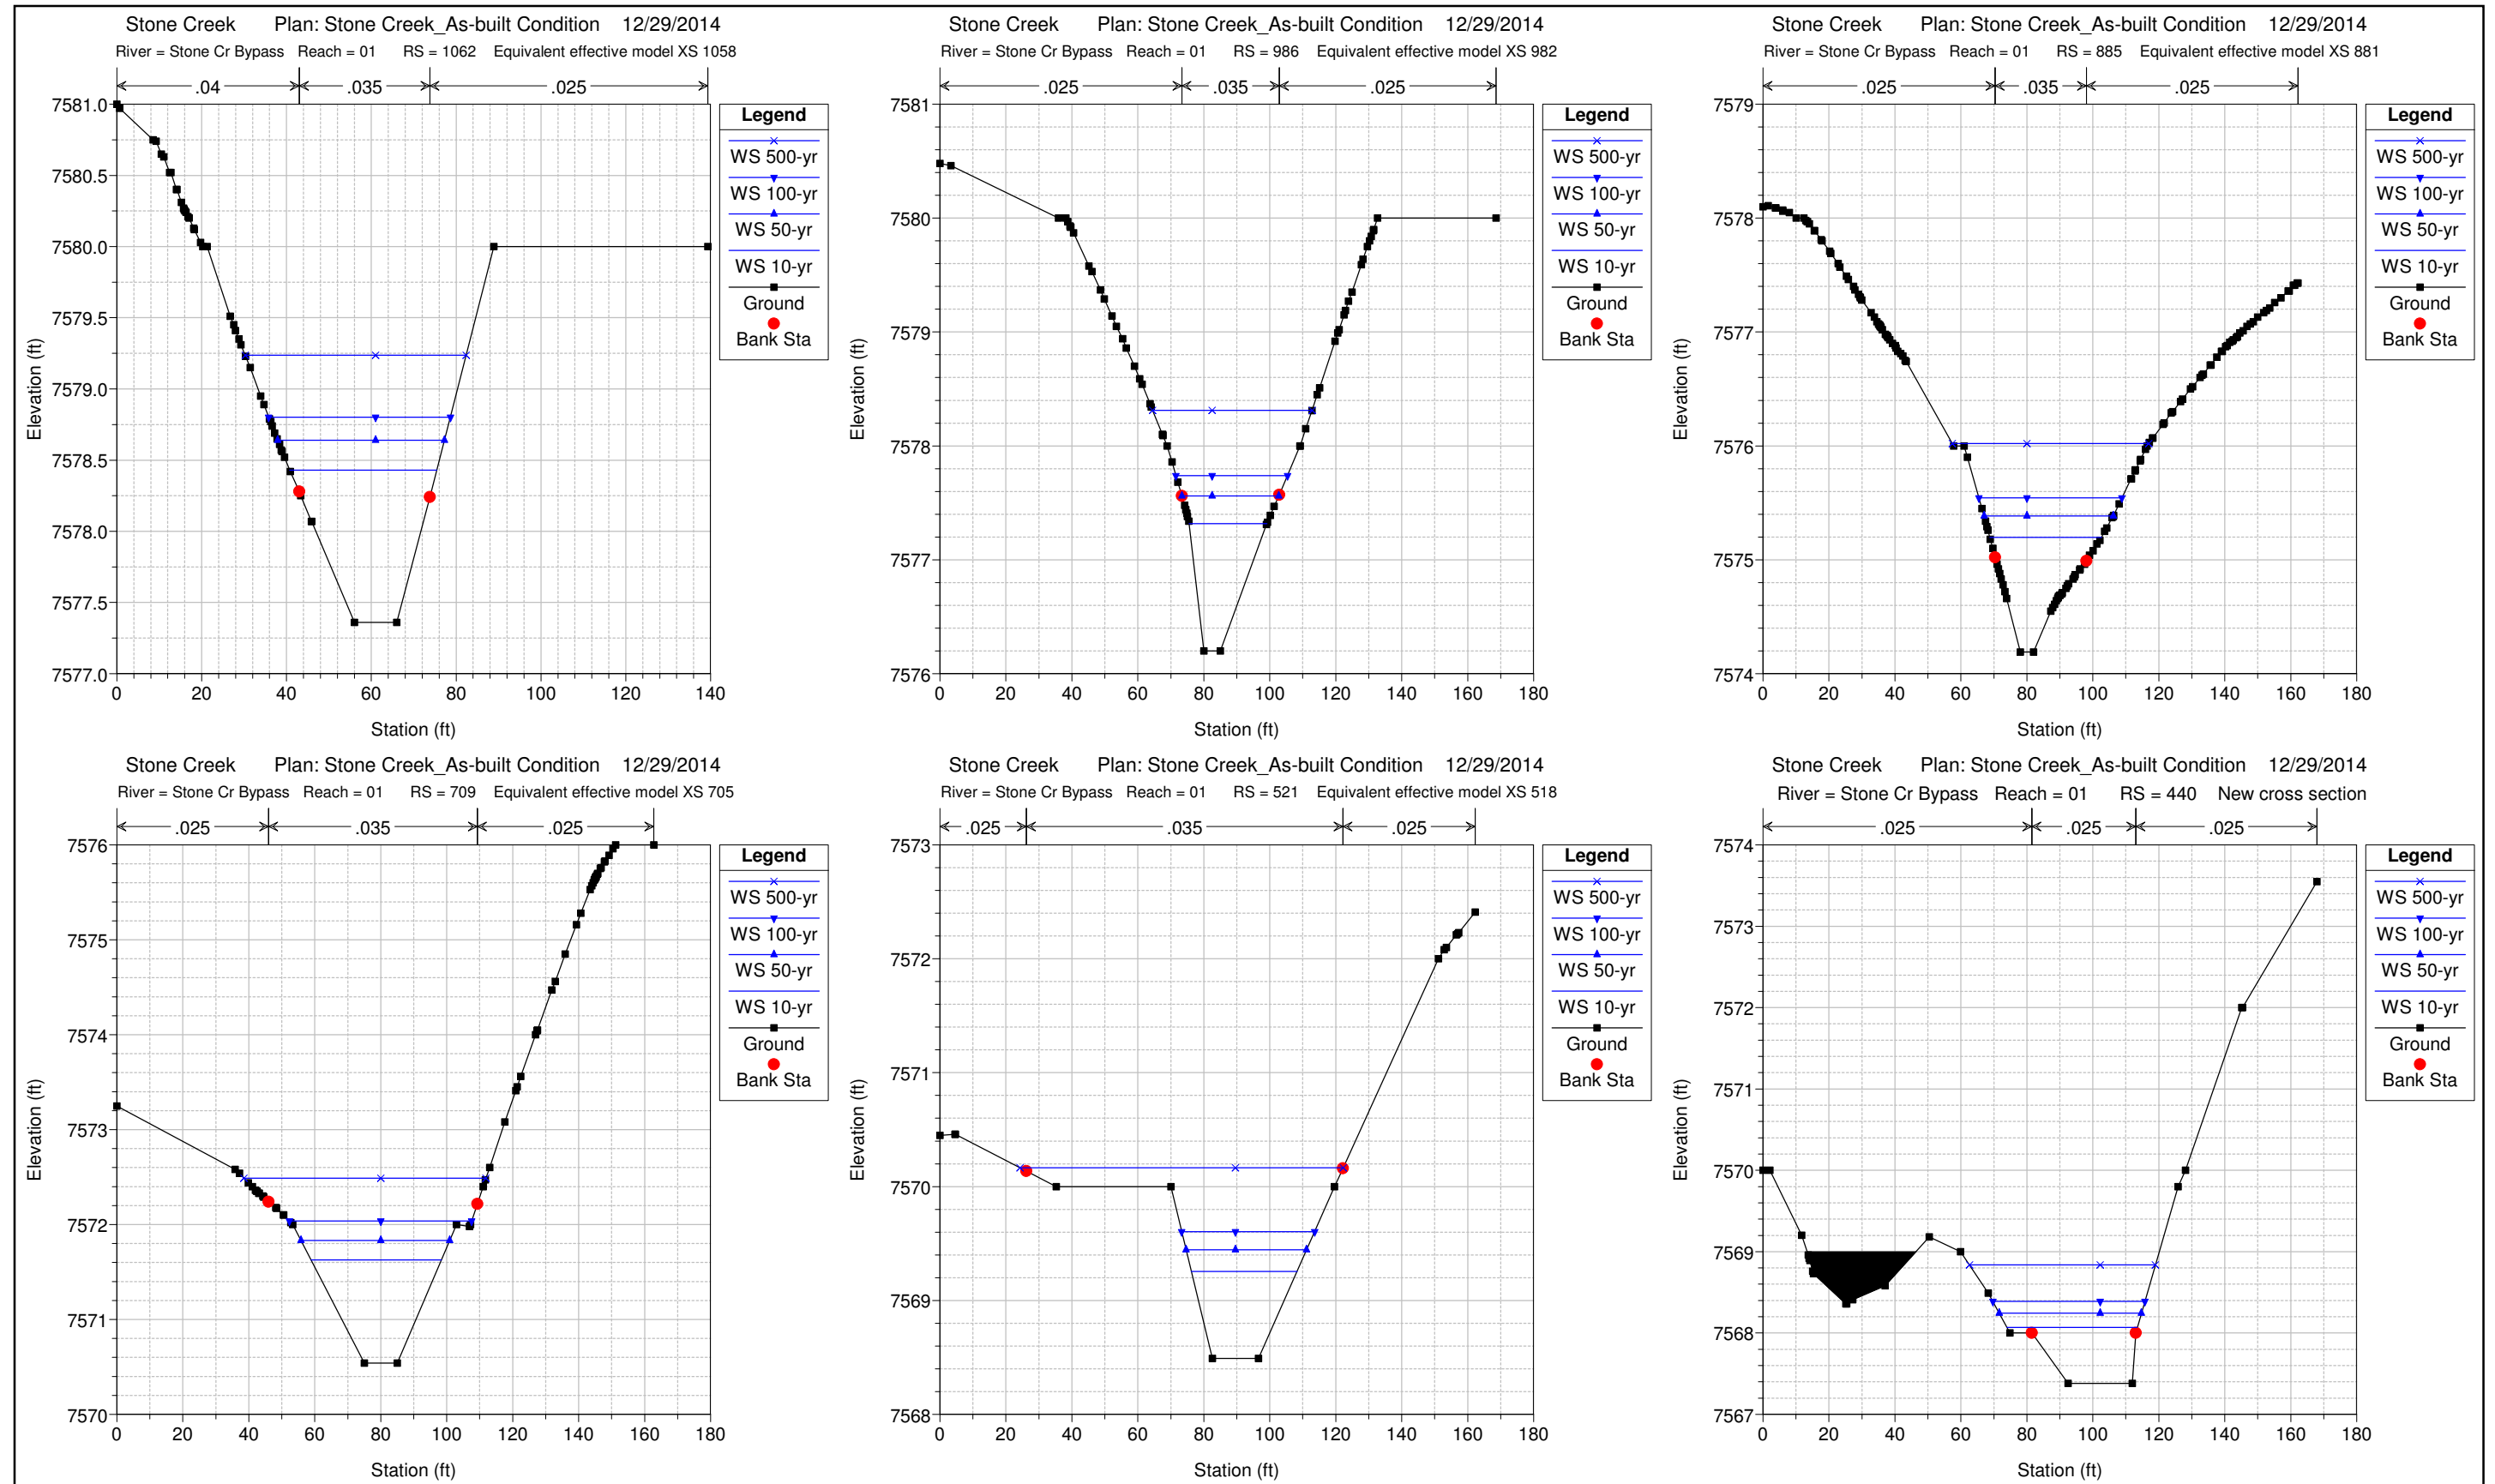 Stone Creek Plan: Stone Creek_As-built Condition 12/29/2014
River = Stone Cr Bypass Reach = 01 RS = 1062 Equivalent effective model XS 1058
.04 .035 .025
7581.0
7580.5
7580.0
7579.5
7579.0
7578.5
7578.0
7577.5
7577.0
Elevation (ft)
0 20 40 60 80 100 120 140
Station (ft)
Legend
WS 500-yr
WS 100-yr
WS 50-yr
WS 10-yr
Ground
Bank Sta
Stone Creek Plan: Stone Creek_As-built Condition 12/29/2014
River = Stone Cr Bypass Reach = 01 RS = 986 Equivalent effective model XS 982
.025 .035 .025
7581
7580
7579
7578
7577
7576
Elevation (ft)
0 20 40 60 80 100 120 140 160 180
Station (ft)
Legend
WS 500-yr
WS 100-yr
WS 50-yr
WS 10-yr
Ground
Bank Sta
Stone Creek Plan: Stone Creek_As-built Condition 12/29/2014
River = Stone Cr Bypass Reach = 01 RS = 885 Equivalent effective model XS 881
.025 .035 .025
7579
7578
7577
7576
7575
7574
Elevation (ft)
0 20 40 60 80 100 120 140 160 180
Station (ft)
Legend
WS 500-yr
WS 100-yr
WS 50-yr
WS 10-yr
Ground
Bank Sta
Stone Creek Plan: Stone Creek_As-built Condition 12/29/2014
River = Stone Cr Bypass Reach = 01 RS = 709 Equivalent effective model XS 705
.025 .035 .025
7576
7575
7574
7573
7572
7571
7570
Elevation (ft)
0 20 40 60 80 100 120 140 160 180
Station (ft)
Legend
WS 500-yr
WS 100-yr
WS 50-yr
WS 10-yr
Ground
Bank Sta
Stone Creek Plan: Stone Creek_As-built Condition 12/29/2014
River = Stone Cr Bypass Reach = 01 RS = 521 Equivalent effective model XS 518
.025 .035 .025
7573
7572
7571
7570
7569
7568
Elevation (ft)
0 20 40 60 80 100 120 140 160 180
Station (ft)
Legend
WS 500-yr
WS 100-yr
WS 50-yr
WS 10-yr
Ground
Bank Sta
Stone Creek Plan: Stone Creek_As-built Condition 12/29/2014
River = Stone Cr Bypass Reach = 01 RS = 440 New cross section
.025 .025 .025
7574
7573
7572
7571
7570
7569
7568
7567
Elevation (ft)
0 20 40 60 80 100 120 140 160 180
Station (ft)
Legend
WS 500-yr
WS 100-yr
WS 50-yr
WS 10-yr
Ground
Bank Sta